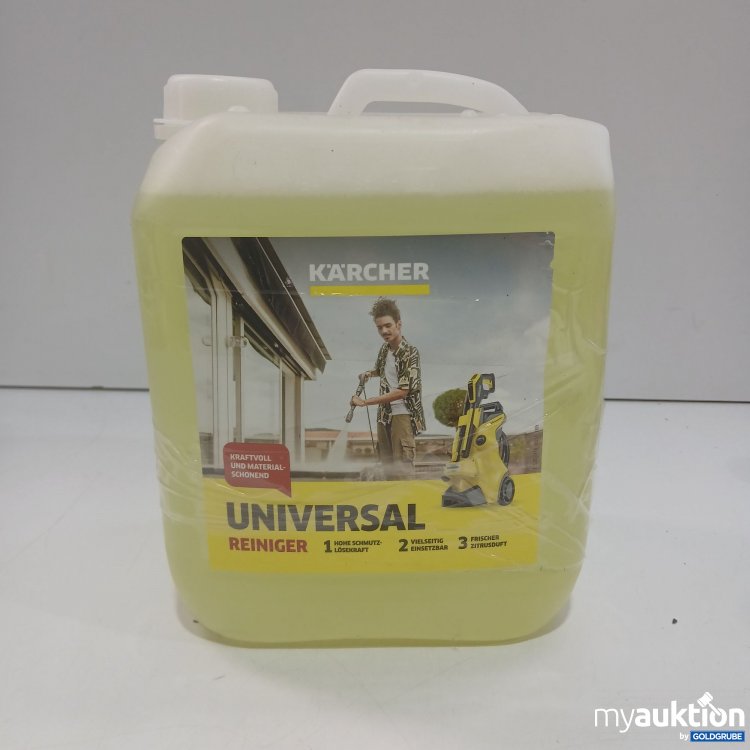 KÄRCHER
KRAFTVOLL
UND MATERIAL-
SCHONEND
UNIVERSAL
REINIGER
1 HOHE SCHMUTZ-
LÖSEKRAFT
2 VIELSEITIG
EINSETZBAR
3 FRISCHER
ZITRUSDUFT
myauktion
by GOLDGRUBE